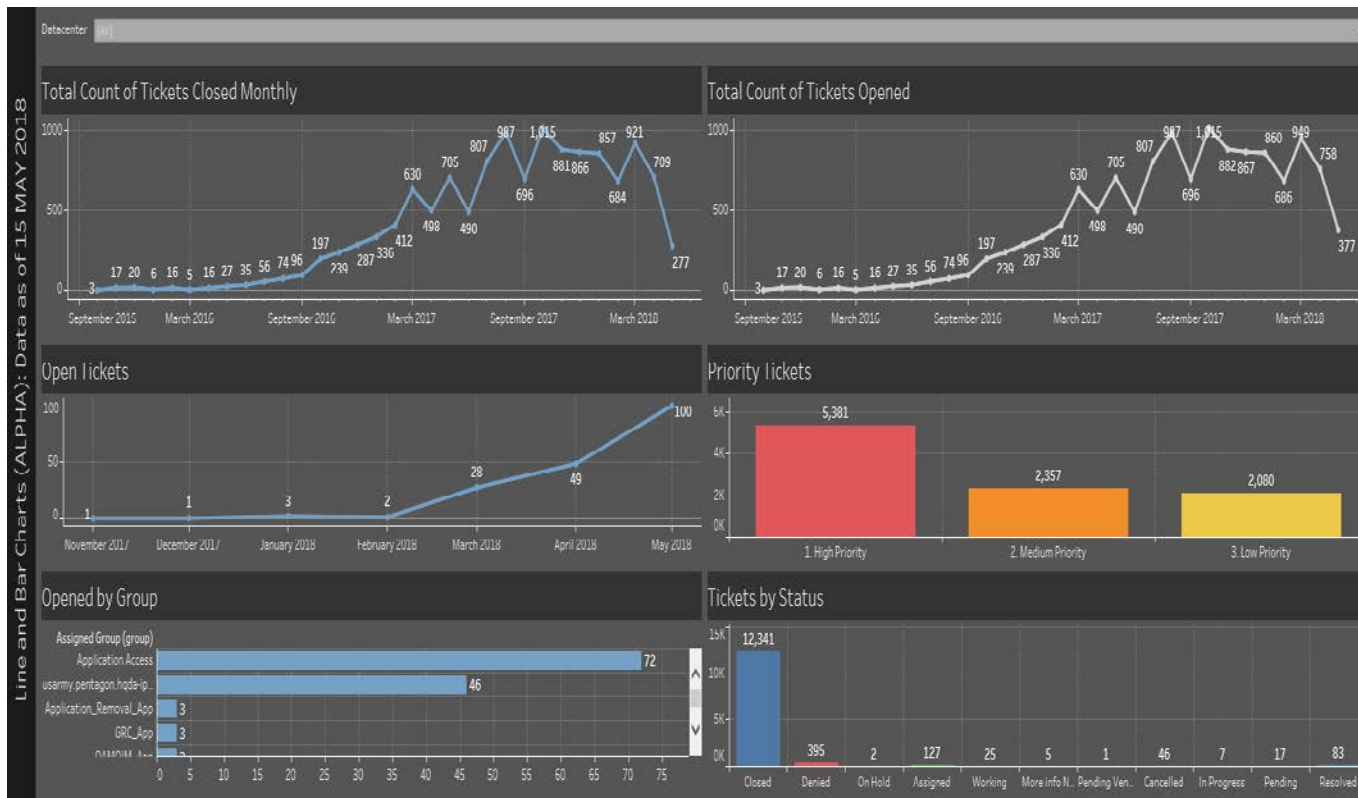 Line and Bar Charts (ALPHA): Data as of 15 MAY 2018
Datacenter (All)
Total Count of Tickets Closed Monthly
1000
500
0
3 17 20 6 16 5 16 27 35 56 74 96 197 239 287 336 412 630 498 705 490 807 987 696 1,015 881 866 857 684 921 709 277
September 2015 March 2016 September 2016 March 2017 September 2017 March 2018
Total Count of Tickets Opened
1000
500
0
3 17 20 6 16 5 16 27 35 56 74 96 197 239 287 336 412 630 498 705 490 807 987 696 1,015 882 867 860 686 949 758 377
September 2015 March 2016 September 2016 March 2017 September 2017 March 2018
Open Tickets
100
50
0
1 1 3 2 28 49 100
November 2017 December 2017 January 2018 February 2018 March 2018 April 2018 May 2018
Priority Tickets
6K
4K
2K
0K
5,381 2,357 2,080
1. High Priority 2. Medium Priority 3. Low Priority
Opened by Group
Assigned Group (group)
Application Access 72
usarmy.pentagon.hqda-ip.. 46
Application_Removal_App 3
GRC_App 3
0 5 10 15 20 25 30 35 40 45 50 55 60 65 70 75
Tickets by Status
15K
10K
5K
0K
12,341 395 2 127 25 5 1 46 7 17 83
Closed Denied On Hold Assigned Working More info N.. Pending Ven.. Cancelled In Progress Pending Resolved